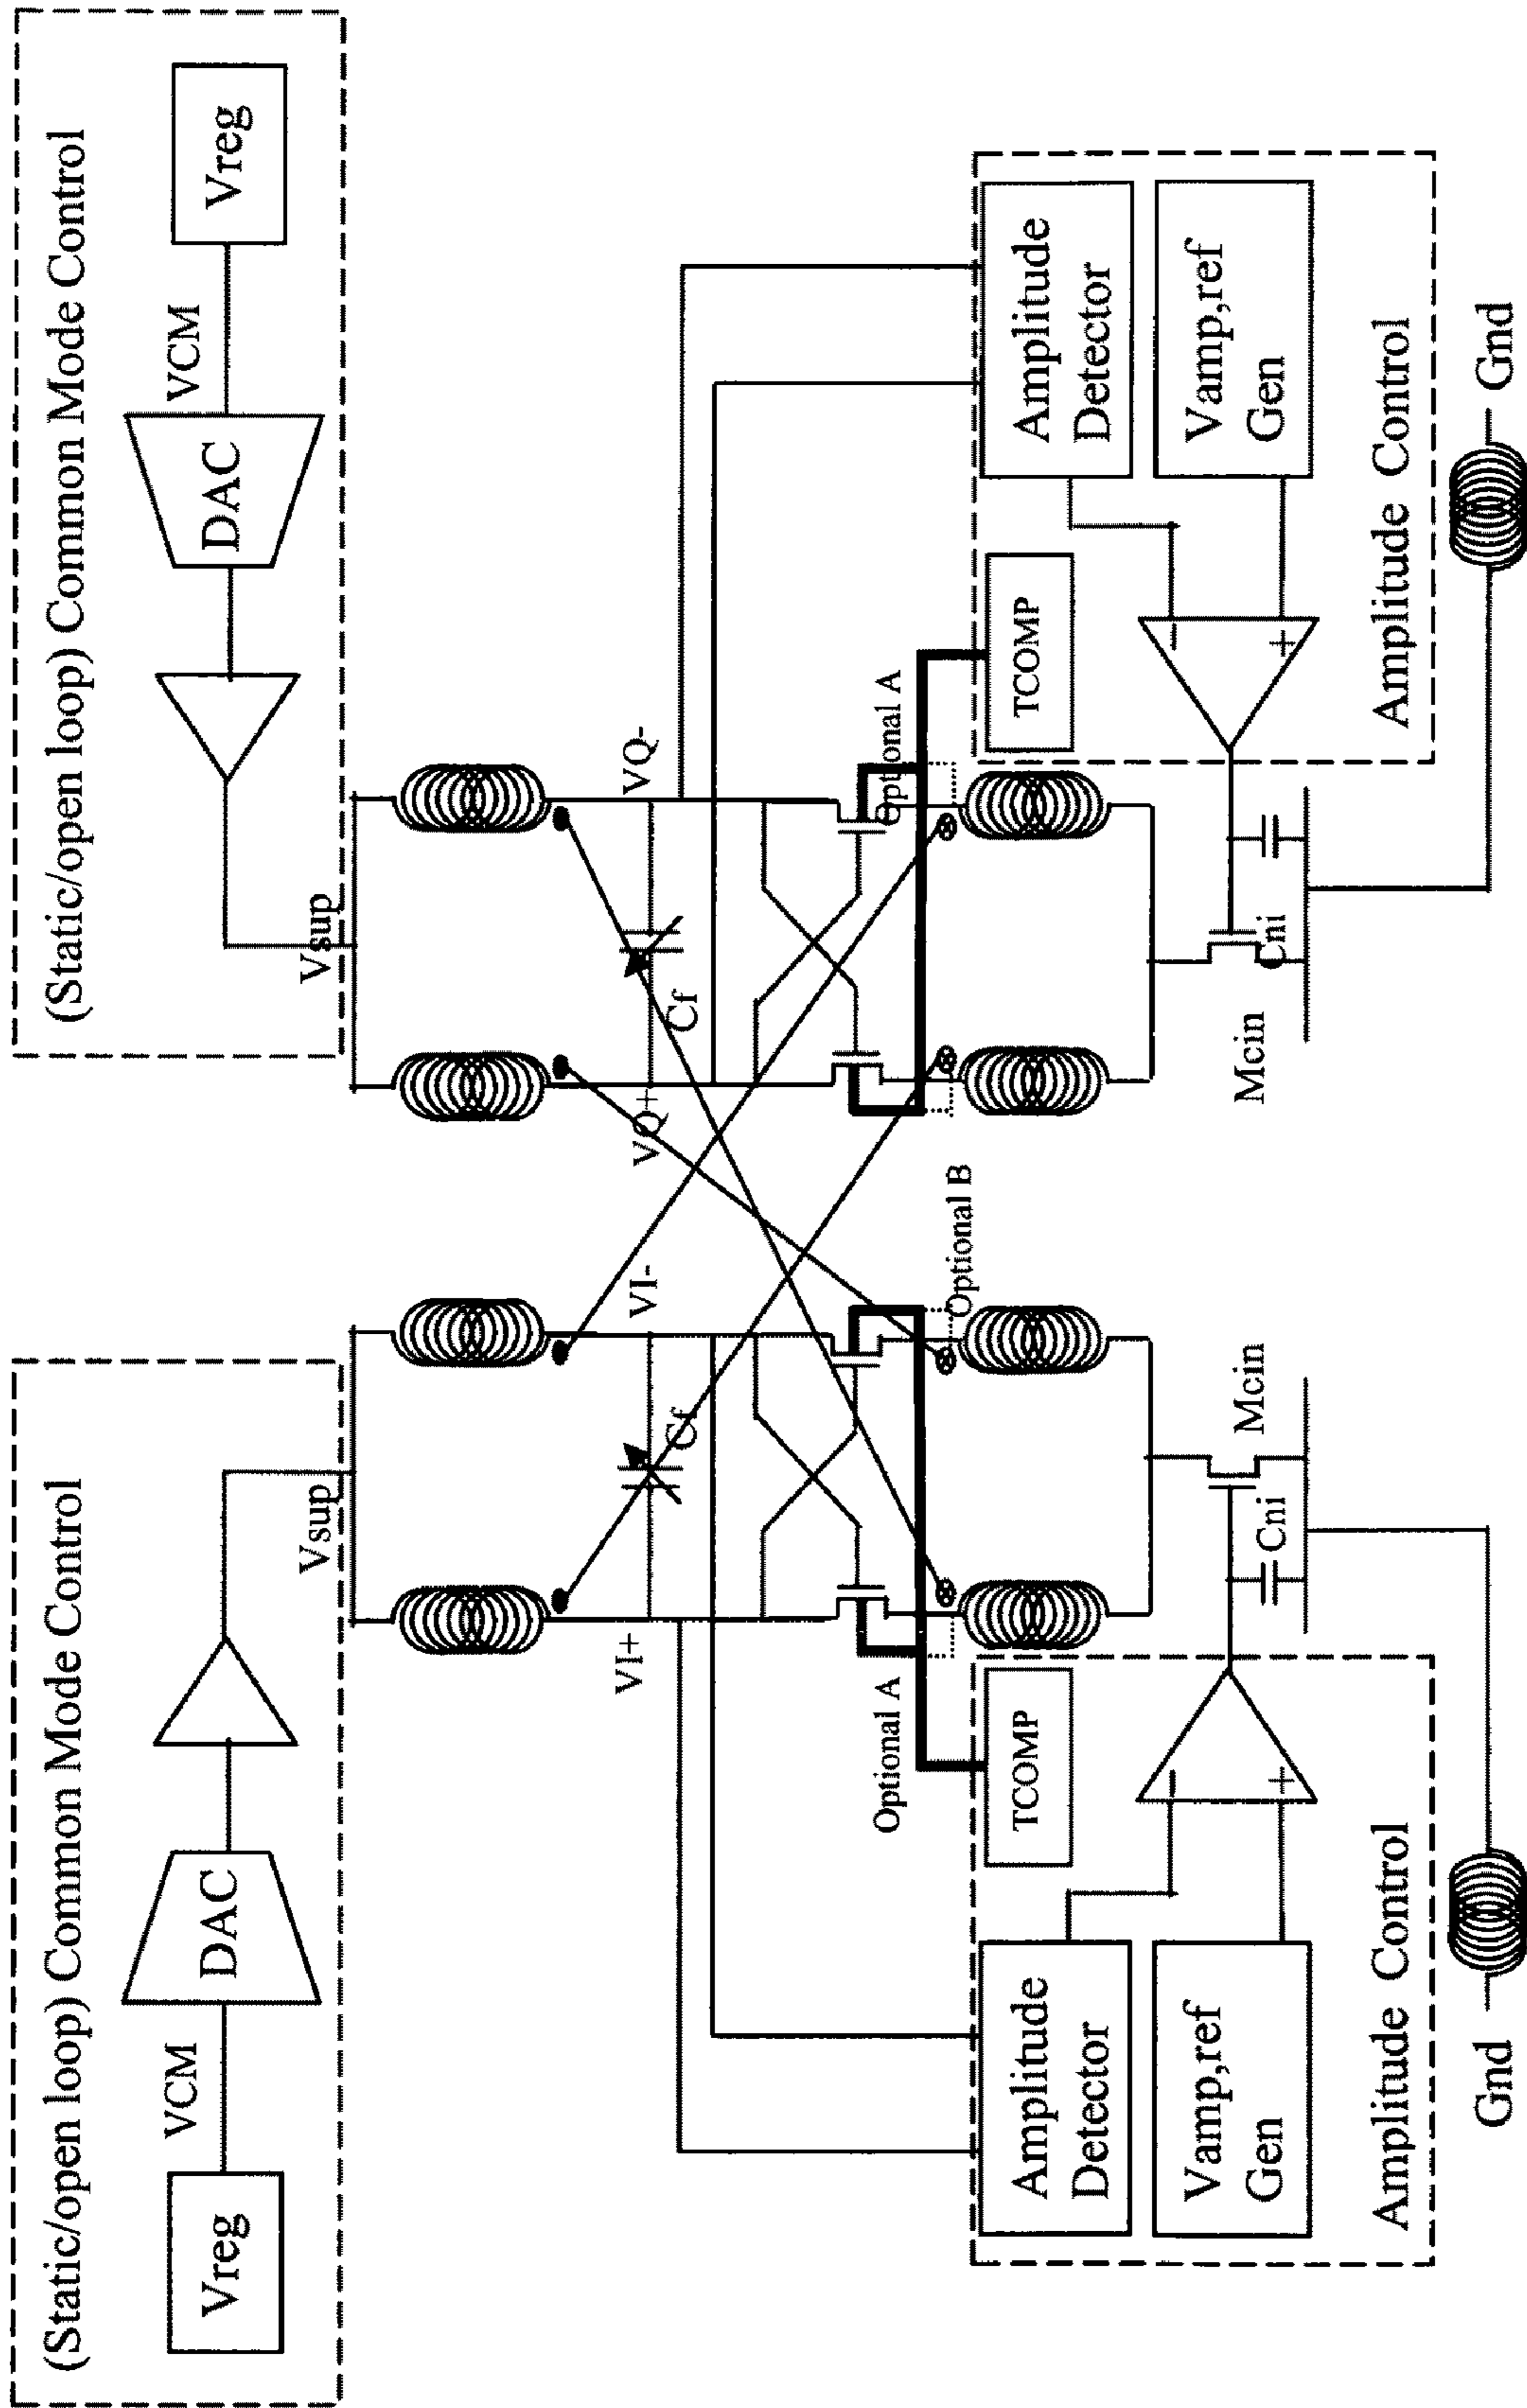 (Static/open loop) Common Mode Control
(Static/open loop) Common Mode Control
Vreg
VCM
DAC
DAC
VCM
Vreg
Vsup
Vsup
VI+
VI-
VQ+
VQ-
Cf
Cf
Optional A
Optional B
Optional A
Amplitude
Detector
TCOMP
TCOMP
Amplitude
Detector
Vamp,ref
Gen
−
+
Cni
Mcin
Mcin
Cni
−
+
Vamp,ref
Gen
Amplitude Control
Amplitude Control
Gnd
Gnd